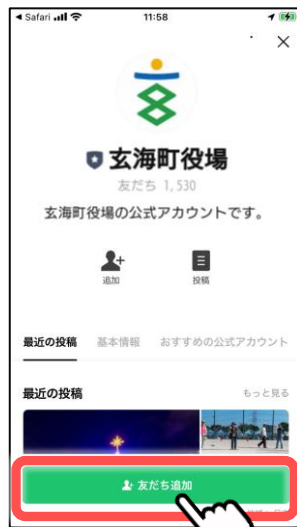 Safari 11:58
玄海町役場
友だち 1,530
玄海町役場の公式アカウントです。
追加 投稿
最近の投稿 基本情報 おすすめの公式アカウント
最近の投稿 もっと見る
友だち追加